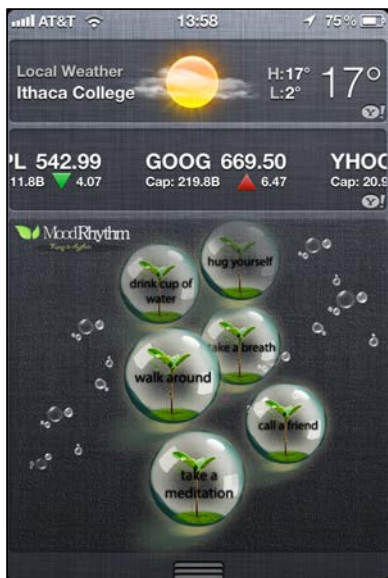 AT&T 13:58 75%
Local Weather
Ithaca College
H:17°
L:2°
17°
Y!
PL 542.99 GOOG 669.50 YHOC
11.8B 4.07 Cap: 219.8B 6.47 Cap: 20.9
Y!
MoodRhythm
hug yourself
drink cup of
water
take a breath
walk around
call a friend
take a
meditation